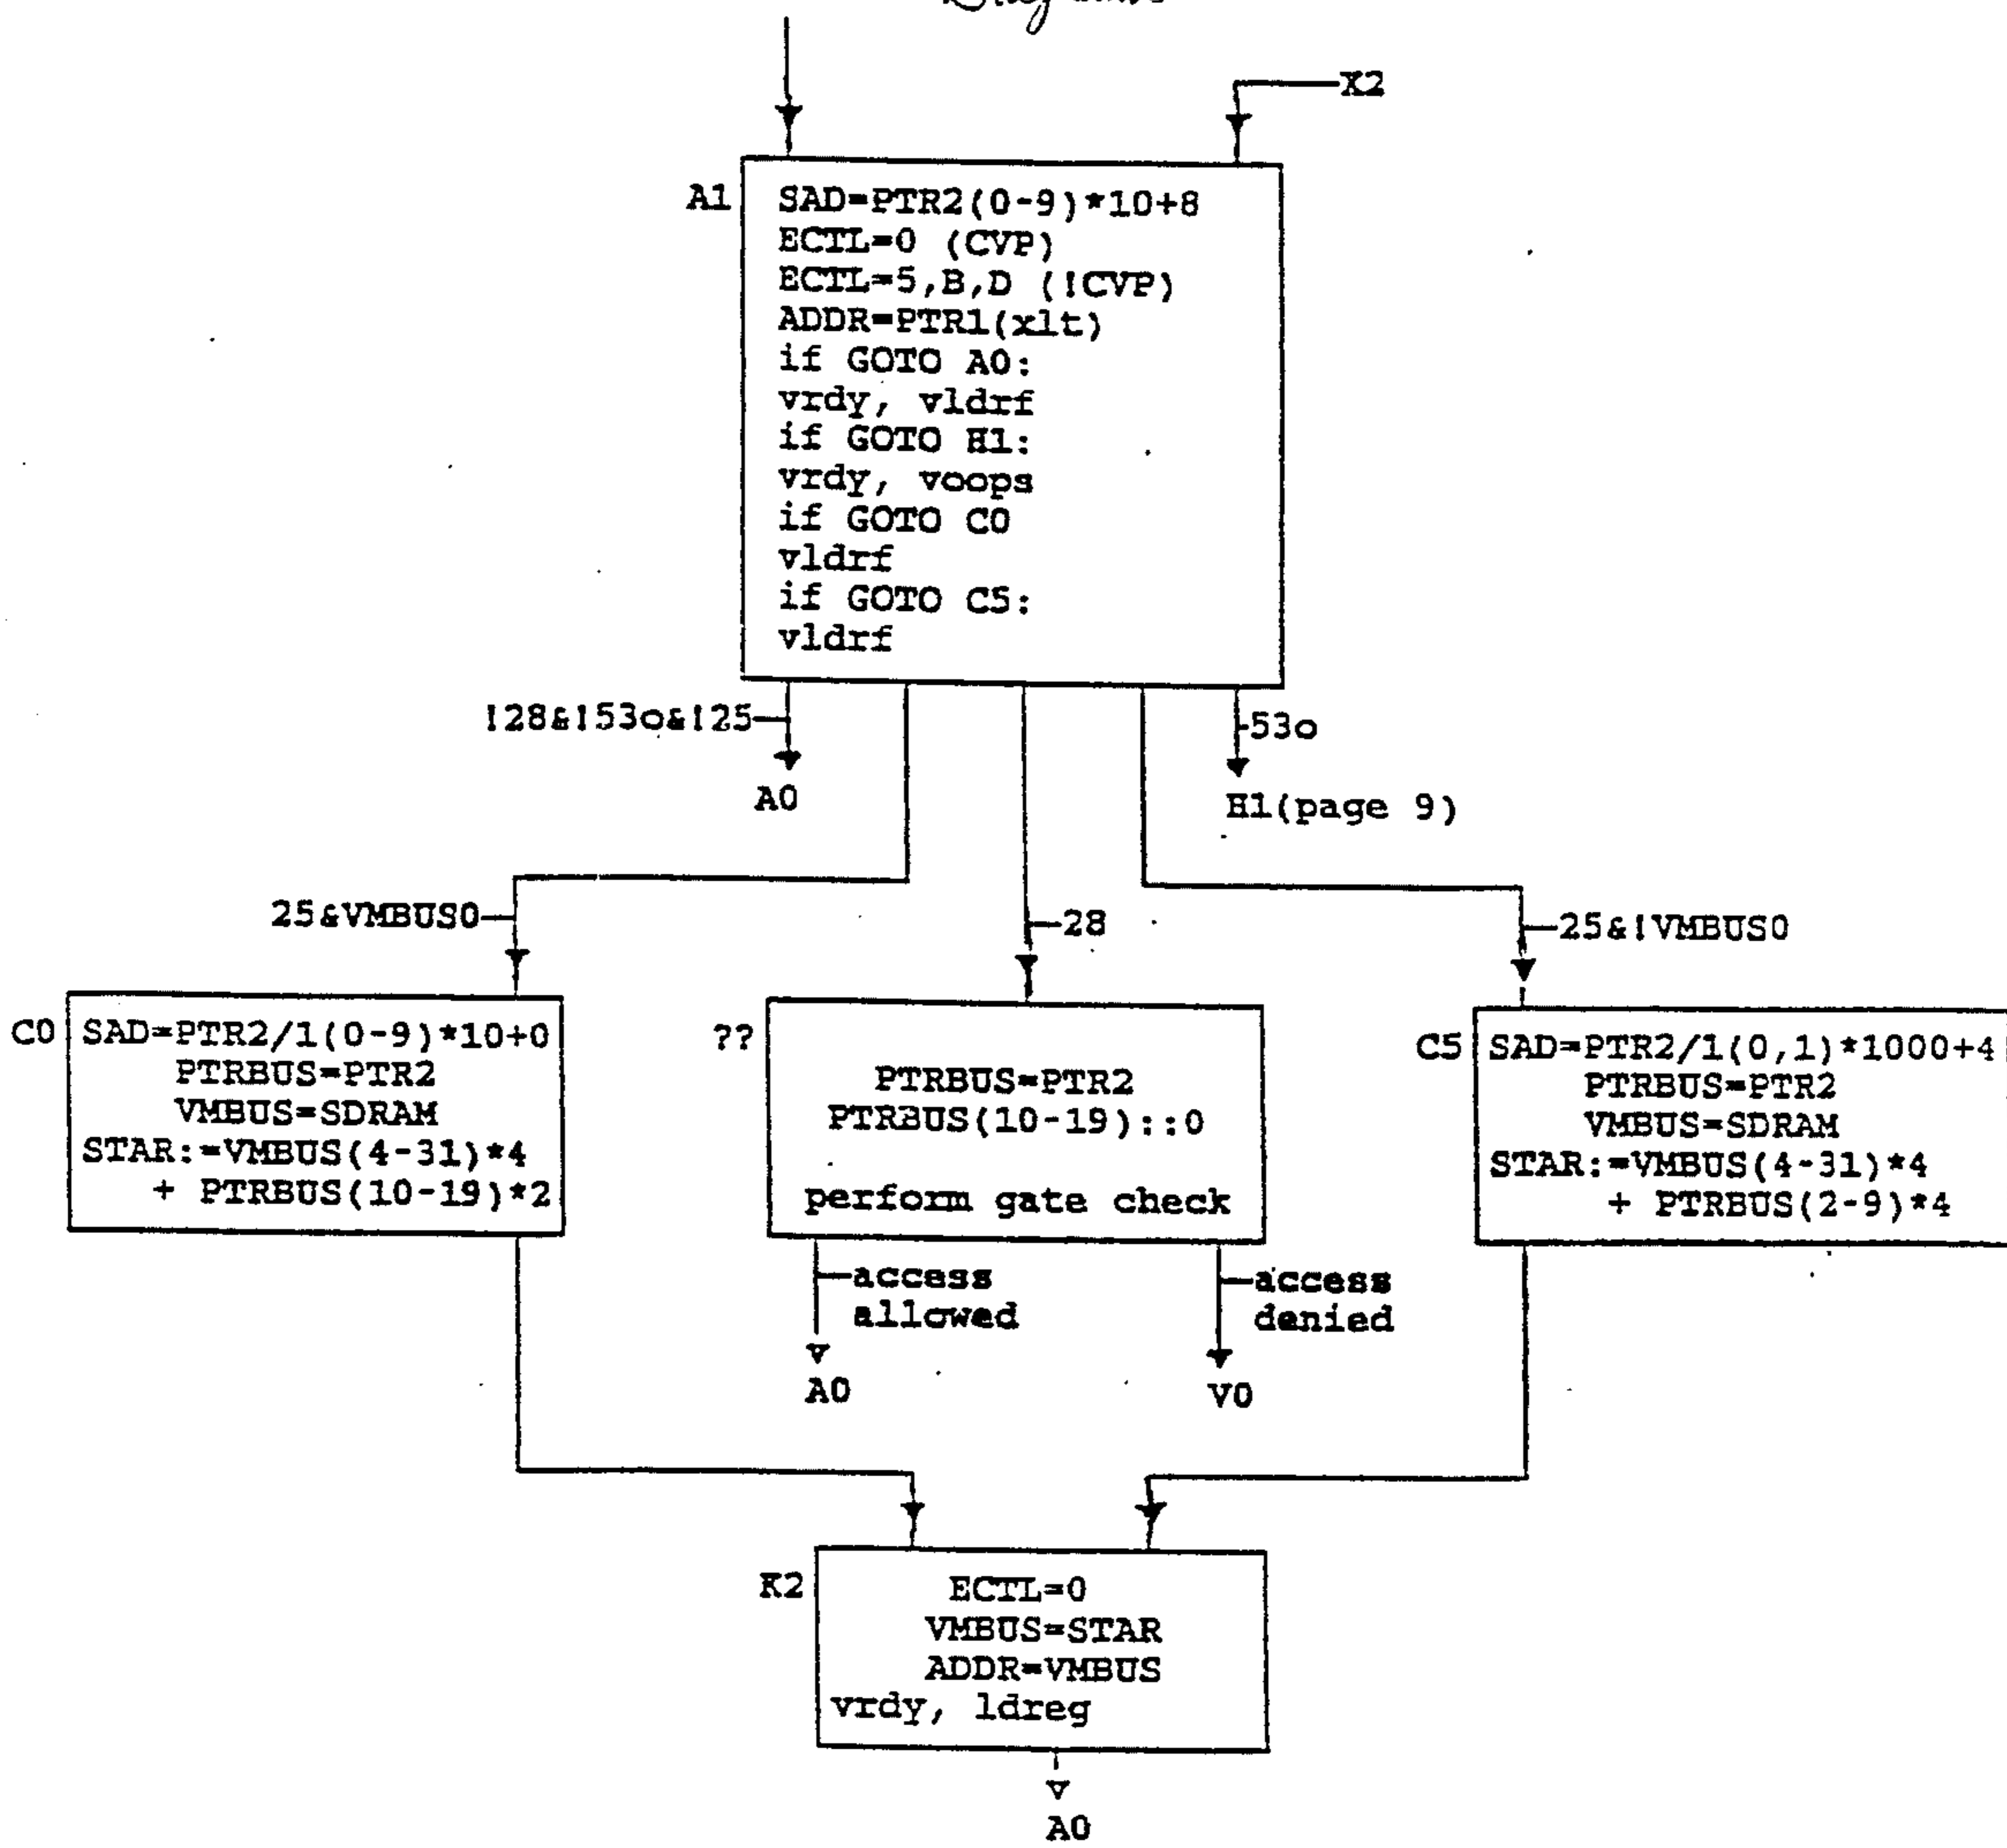 K2
A1
SAD=PTR2(0-9)*10+8
ECTL=0 (CVP)
ECTL=5,B,D (!CVP)
ADDR=PTR1(xlt)
if GOTO A0:
vrdy, vldrf
if GOTO H1:
vrdy, voops
if GOTO C0
vldrf
if GOTO C5:
vldrf
!28&!53o&!25
53o
A0
H1(page 9)
25&VMBUS0
28
25&!VMBUS0
C0
SAD=PTR2/1(0-9)*10+0
PTRBUS=PTR2
VMBUS=SDRAM
STAR:=VMBUS(4-31)*4
+ PTRBUS(10-19)*2
??
PTRBUS=PTR2
PTRBUS(10-19)::0
perform gate check
C5
SAD=PTR2/1(0,1)*1000+4
PTRBUS=PTR2
VMBUS=SDRAM
STAR:=VMBUS(4-31)*4
+ PTRBUS(2-9)*4
access
allowed
access
denied
A0
V0
K2
ECTL=0
VMBUS=STAR
ADDR=VMBUS
vrdy, ldreg
A0